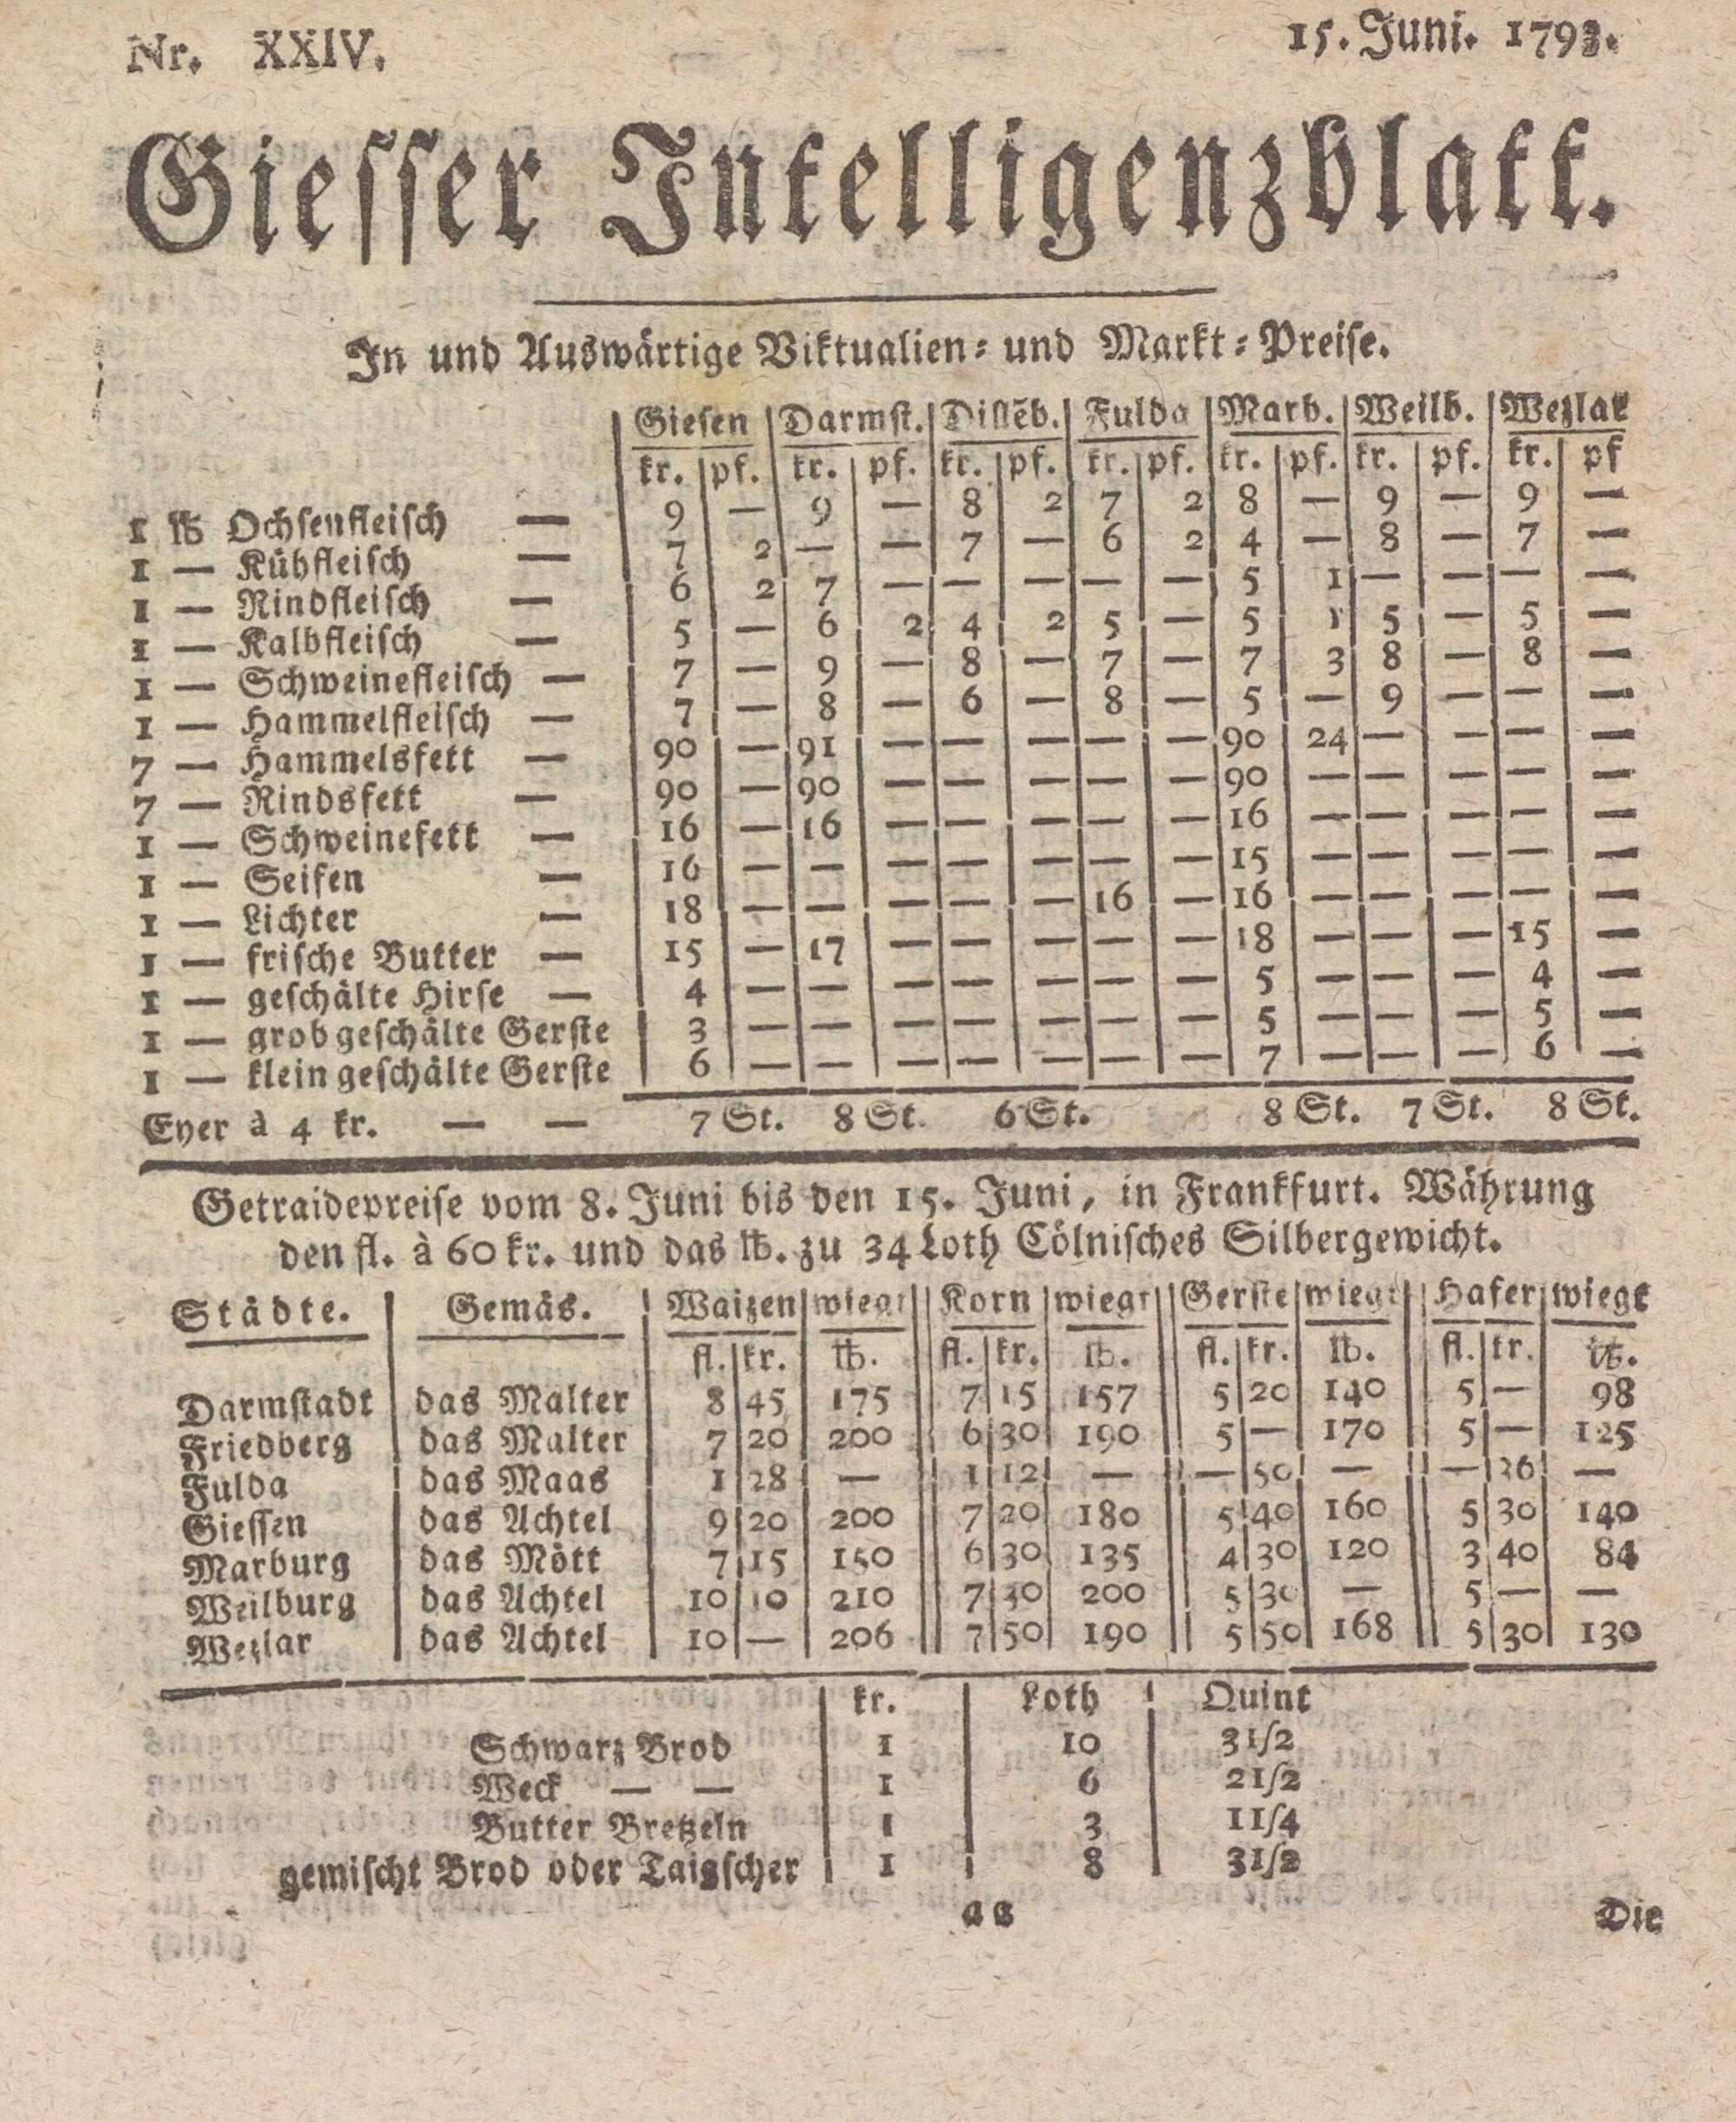 Nr. XXIV. 15. Juni. 1793.
Giesser Intelligenzblatt.
In und Auswärtige Viktualien- und Markt-Preise.
Giesen Darmst. Dillēb. Fulda Marb. Weilb. Wezlar
kr. pf. kr. pf. kr. pf. kr. pf. kr. pf. kr. pf. kr. pf
1 ℔ Ochsenfleisch — 9 — 9 — 8 2 7 2 8 — 9 — 9 —
1 — Kühfleisch — 7 2 — — 7 — 6 2 4 — 8 — 7 —
1 — Rindfleisch — 6 2 7 — — — — — 5 1 — — — —
1 — Kalbfleisch — 5 — 6 2 4 2 5 — 5 1 5 — 5 —
1 — Schweinefleisch — 7 — 9 — 8 — 7 — 7 3 8 — 8 —
1 — Hammelfleisch — 7 — 8 — 6 — 8 — 5 — 9 — — —
7 — Hammelsfett — 90 — 91 — — — — — 90 24 — — — —
7 — Rindsfett — 90 — 90 — — — — — 90 — — — — —
1 — Schweinefett — 16 — 16 — — — — — 16 — — — — —
1 — Seifen — 16 — — — — — — — 15 — — — — —
1 — Lichter — 18 — — — — — 16 — 16 — — — — —
1 — frische Butter — 15 — 17 — — — — — 18 — — — 15 —
1 — geschälte Hirse — 4 — — — — — — — 5 — — — 4 —
1 — grob geschälte Gerste 3 — — — — — — — 5 — — — 5 —
1 — klein geschälte Gerste 6 — — — — — — — 7 — — — 6 —
Eyer à 4 kr. — — 7 St. 8 St. 6 St. 8 St. 7 St. 8 St.
Getraidepreise vom 8. Juni bis den 15. Juni, in Frankfurt. Währung
den fl. à 60 kr. und das ℔. zu 34 Loth Cölnisches Silbergewicht.
Städte. Gemäs. Waizen wiegt Korn wiegt Gerste wiegt Hafer wiegt
fl. kr. ℔. fl. kr. ℔. fl. kr. ℔. fl. kr. ℔.
Darmstadt das Malter 8 45 175 7 15 157 5 20 140 5 — 98
Friedberg das Malter 7 20 200 6 30 190 5 — 170 5 — 125
Fulda das Maas 1 28 — 1 12 — — 50 — — 36 —
Giessen das Achtel 9 20 200 7 20 180 5 40 160 5 30 140
Marburg das Mött 7 15 150 6 30 135 4 30 120 3 40 84
Weilburg das Achtel 10 10 210 7 30 200 5 30 — 5 — —
Wezlar das Achtel 10 — 206 7 50 190 5 50 168 5 30 130
kr. Loth Quint
Schwarz Brod 1 10 3 1/2
Weck — — 1 6 2 1/2
Butter Bretzeln 1 3 1 1/4
gemischt Brod oder Taigscher 1 8 3 1/2
Die